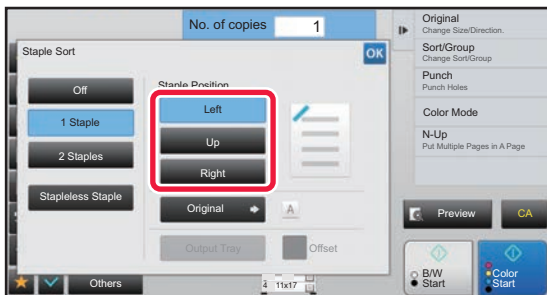 No. of copies 1
Staple Sort
OK
Off
1 Staple
2 Staples
Stapleless Staple
Staple Position
Left
Up
Right
Original
A
Output Tray
Offset
Others
11x17
Original
Change Size/Direction.
Sort/Group
Change Sort/Group
Punch
Punch Holes
Color Mode
N-Up
Put Multiple Pages in A Page
Preview
CA
B/W
Start
Color
Start